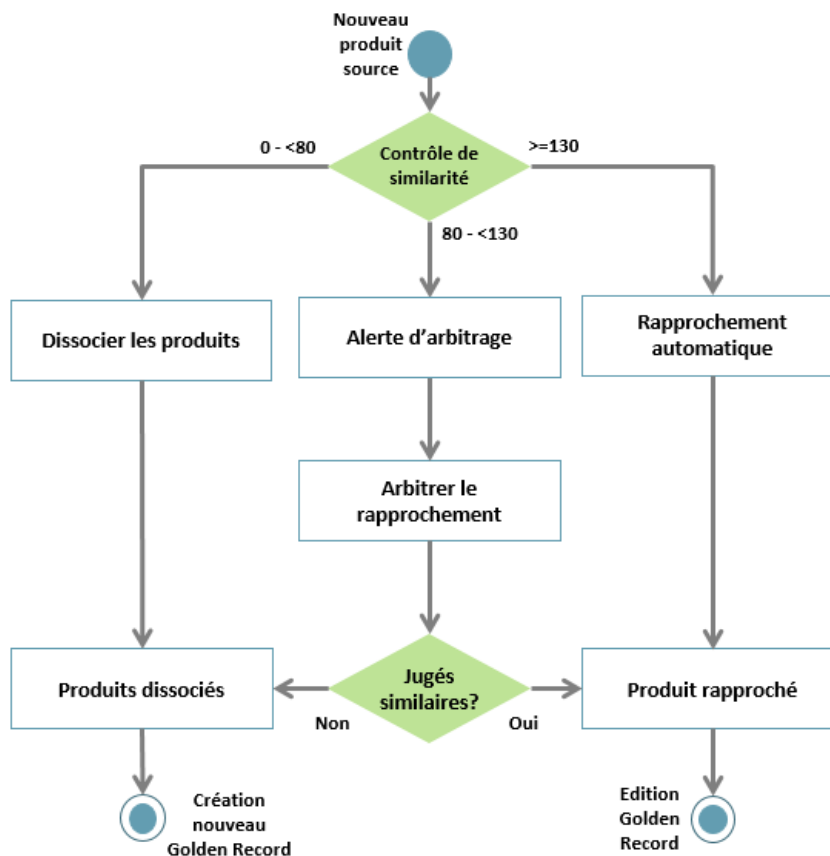 Nouveau
produit
source
Contrôle de
similarité
0 - <80
>=130
80 - <130
Dissocier les produits
Alerte d’arbitrage
Rapprochement
automatique
Arbitrer le
rapprochement
Produits dissociés
Jugés
similaires?
Non
Oui
Produit rapproché
Création
nouveau
Golden Record
Edition
Golden
Record